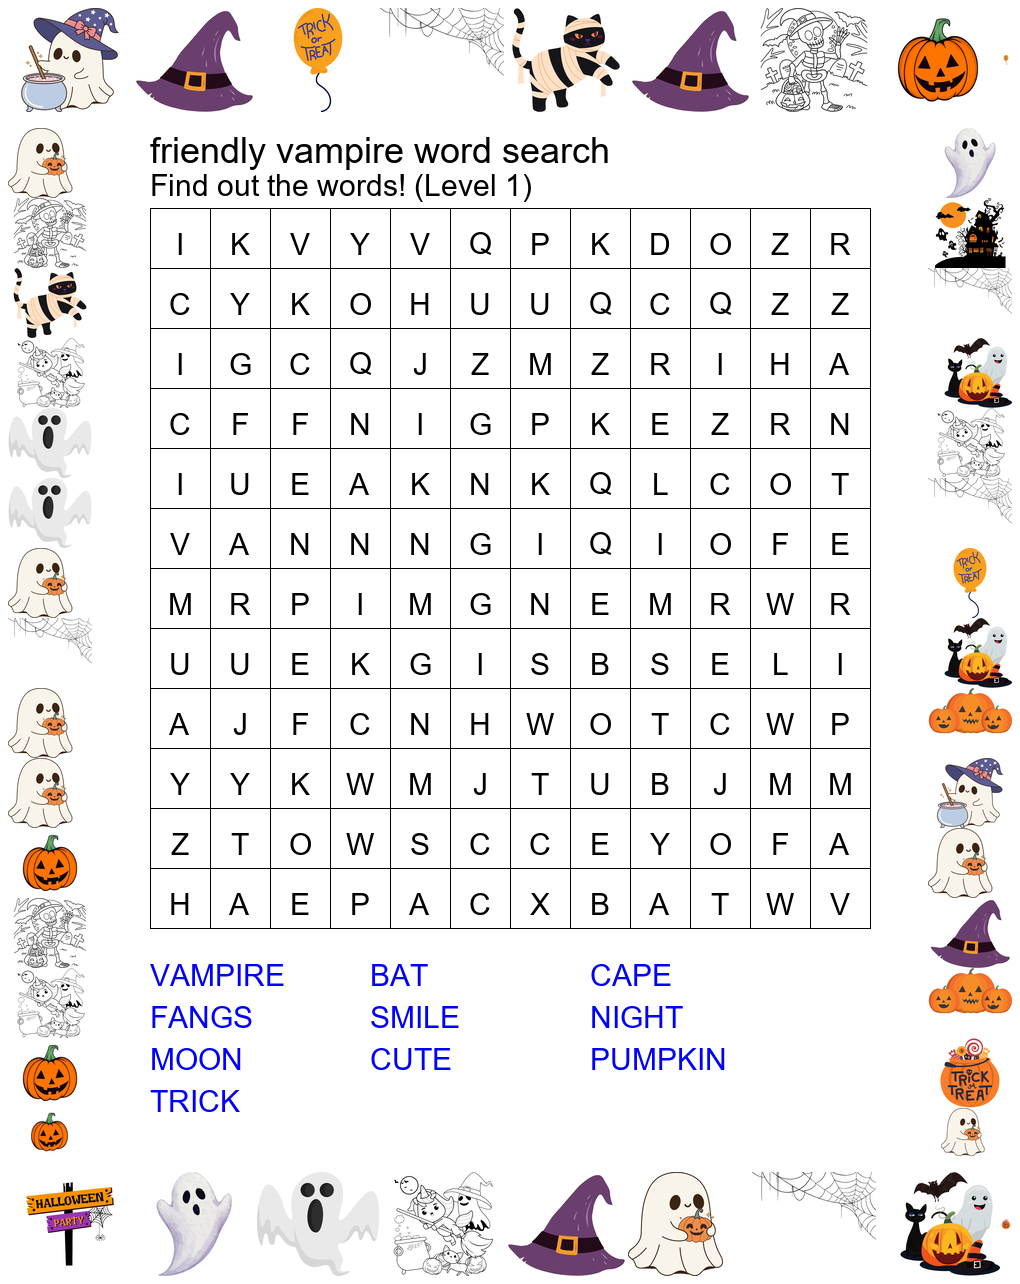 TRICK or TREAT
friendly vampire word search
Find out the words! (Level 1)
I K V Y V Q P K D O Z R
C Y K O H U U Q C Q Z Z
I G C Q J Z M Z R I H A
C F F N I G P K E Z R N
I U E A K N K Q L C O T
V A N N N G I Q I O F E
M R P I M G N E M R W R
U U E K G I S B S E L I
A J F C N H W O T C W P
Y Y K W M J T U B J M M
Z T O W S C C E Y O F A
H A E P A C X B A T W V
VAMPIRE BAT CAPE
FANGS SMILE NIGHT
MOON CUTE PUMPKIN
TRICK
TRICK or TREAT
TRICK or TREAT
HALLOWEEN
PARTY